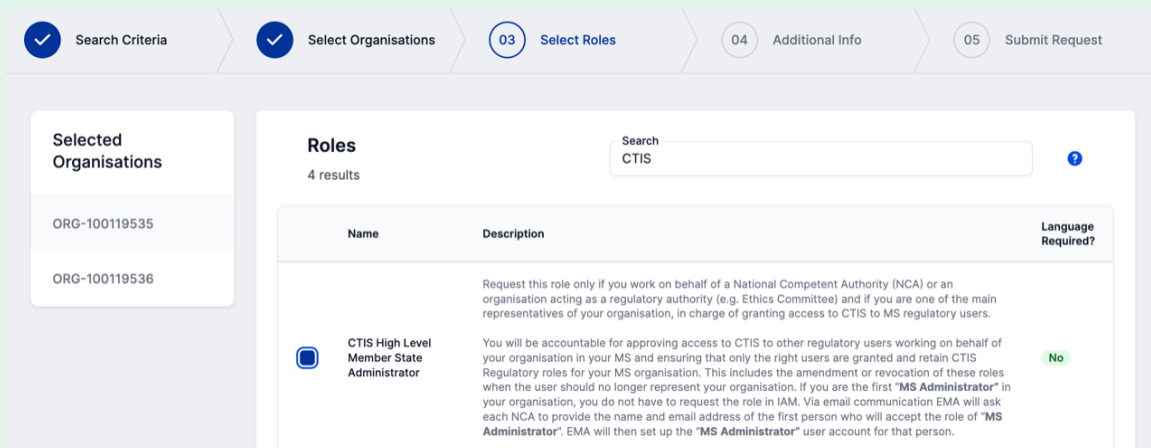 Search Criteria
Select Organisations
03 Select Roles
04 Additional Info
05 Submit Request
Selected
Organisations
ORG-100119535
ORG-100119536
Roles
4 results
Search
CTIS
?
Name
Description
Language
Required?
CTIS High Level
Member State
Administrator
Request this role only if you work on behalf of a National Competent Authority (NCA) or an
organisation acting as a regulatory authority (e.g. Ethics Committee) and if you are one of the main
representatives of your organisation, in charge of granting access to CTIS to MS regulatory users.
You will be accountable for approving access to CTIS to other regulatory users working on behalf of
your organisation in your MS and ensuring that only the right users are granted and retain CTIS
Regulatory roles for your MS organisation. This includes the amendment or revocation of these roles
when the user should no longer represent your organisation. If you are the first "MS Administrator" in
your organisation, you do not have to request the role in IAM. Via email communication EMA will ask
each NCA to provide the name and email address of the first person who will accept the role of "MS
Administrator". EMA will then set up the "MS Administrator" user account for that person.
No